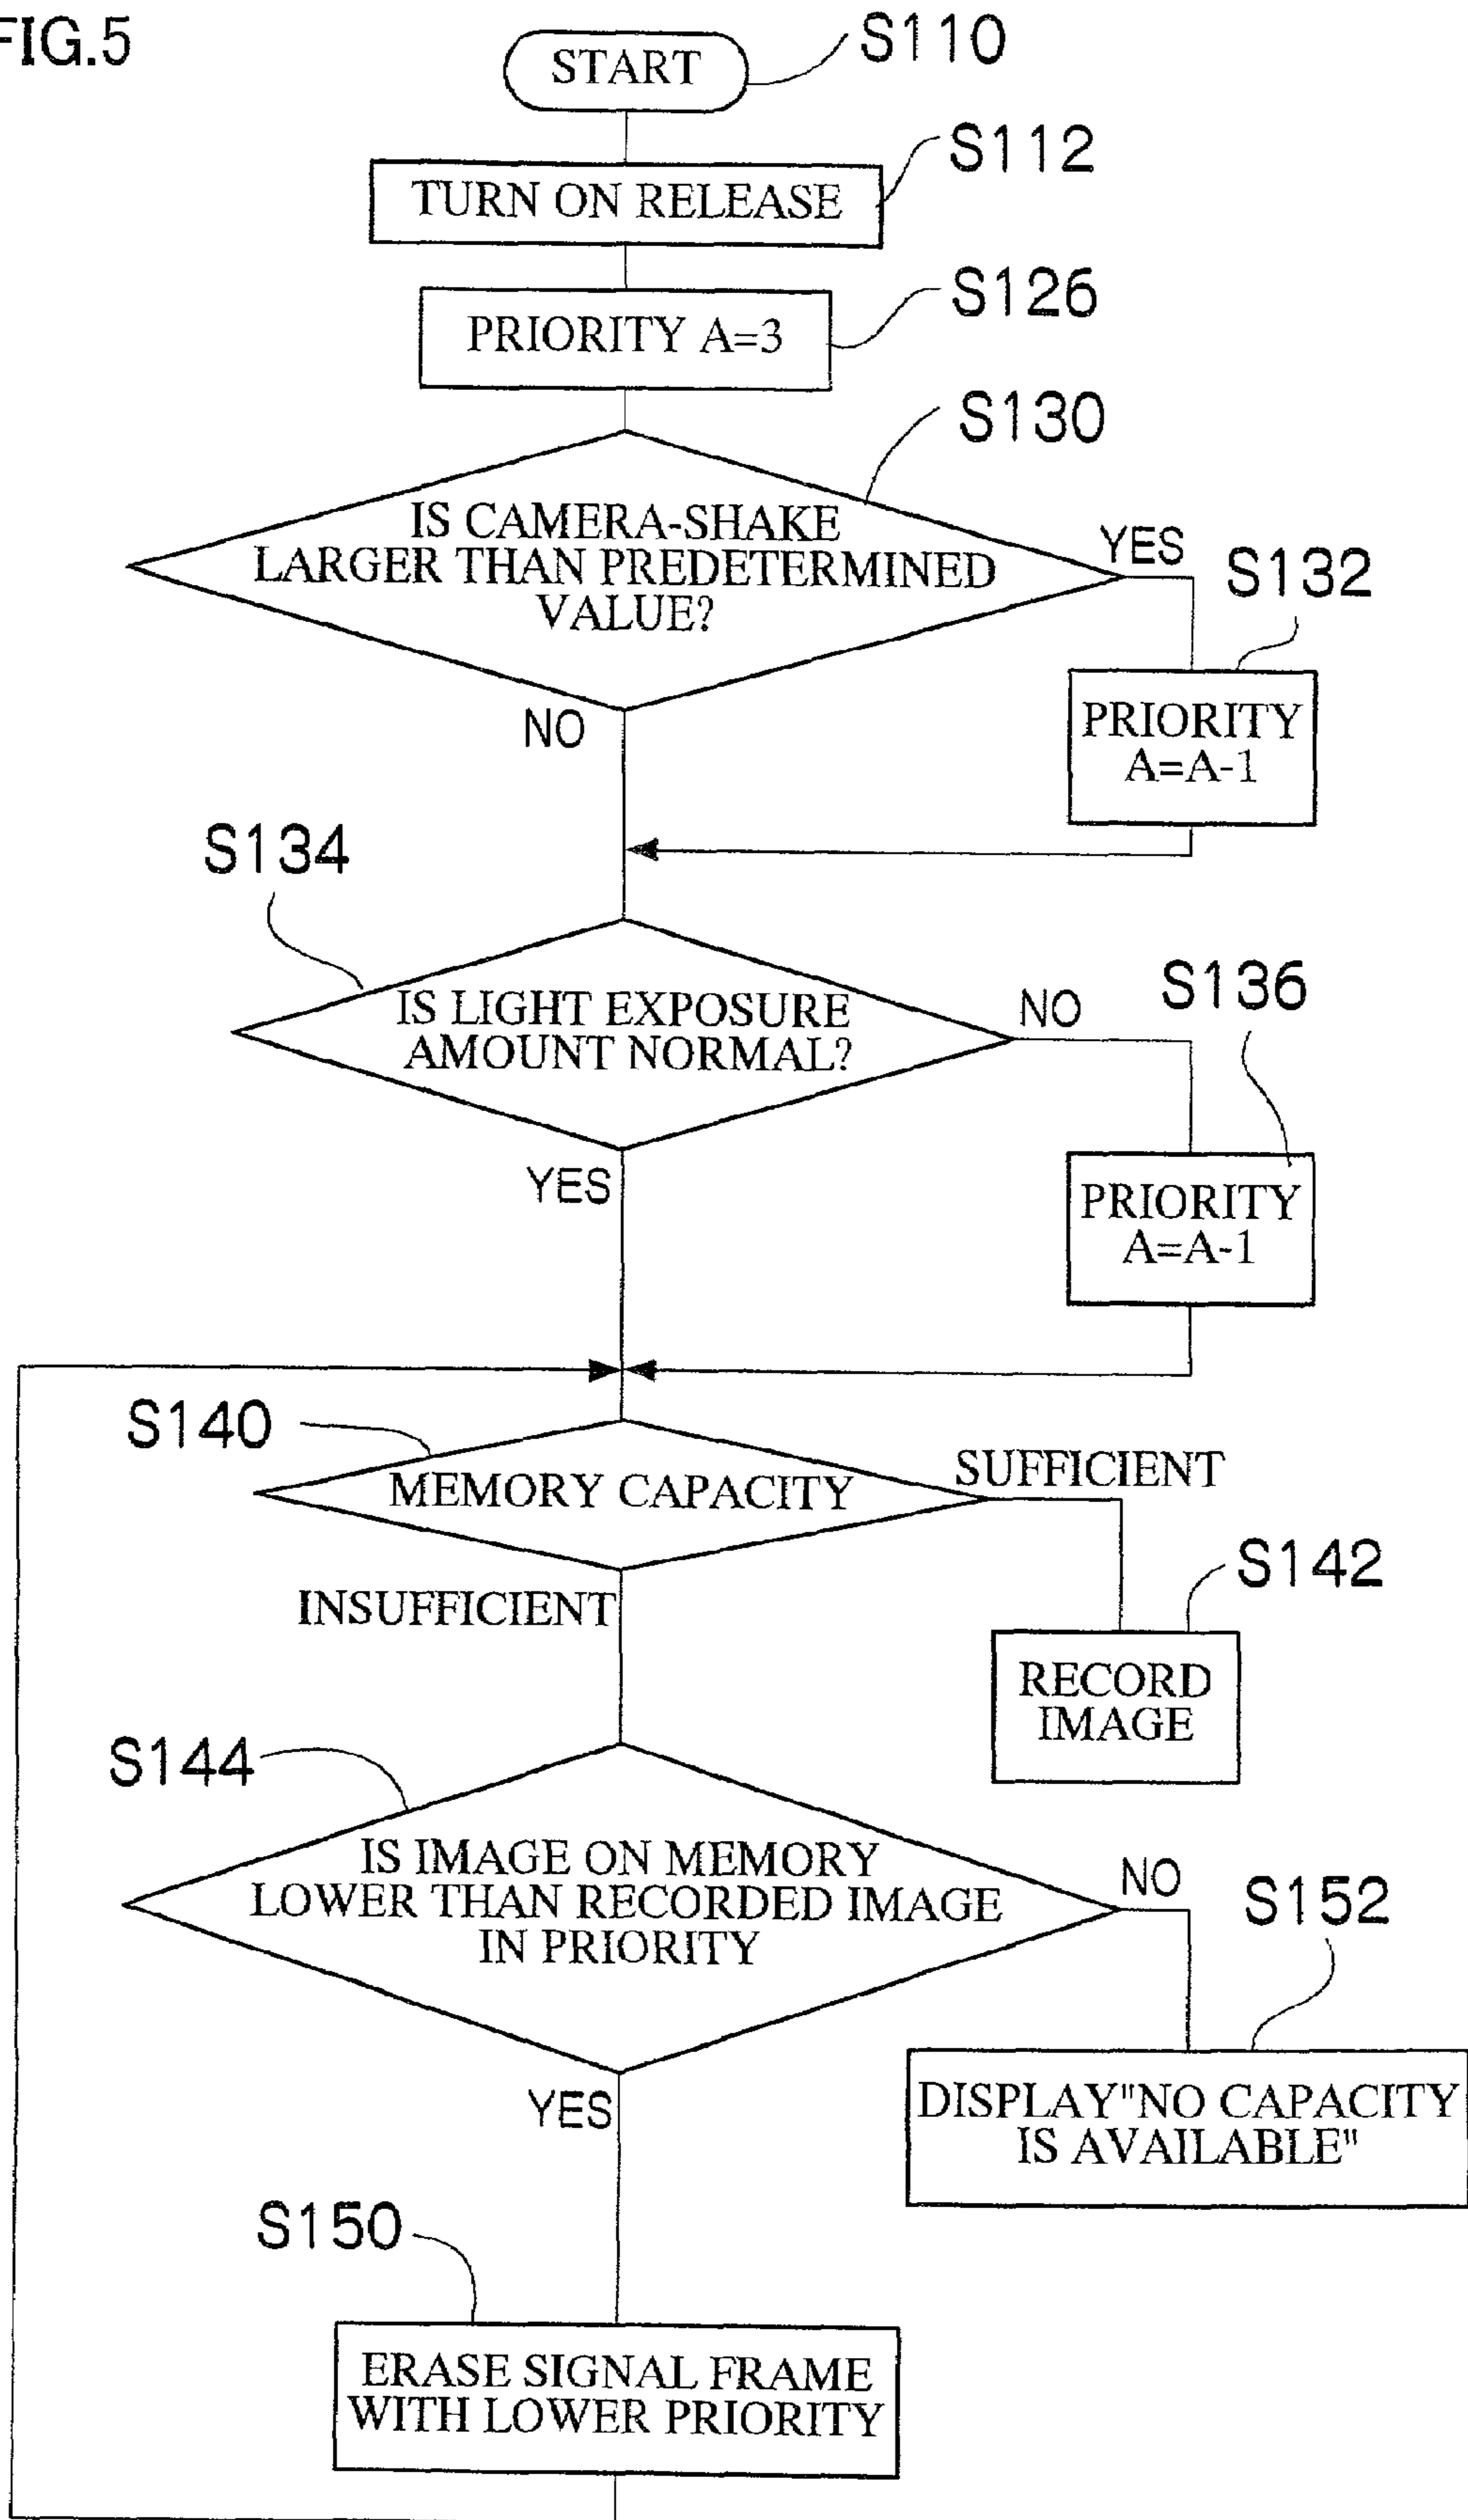 FIG.5
START
S110
S112
TURN ON RELEASE
S126
PRIORITY A=3
S130
IS CAMERA-SHAKE
LARGER THAN PREDETERMINED
VALUE?
YES
S132
NO
PRIORITY
A=A-1
S134
IS LIGHT EXPOSURE
AMOUNT NORMAL?
NO
S136
YES
PRIORITY
A=A-1
S140
MEMORY CAPACITY
SUFFICIENT
S142
INSUFFICIENT
RECORD
IMAGE
S144
IS IMAGE ON MEMORY
LOWER THAN RECORDED IMAGE
IN PRIORITY
NO
S152
YES
DISPLAY"NO CAPACITY
IS AVAILABLE"
S150
ERASE SIGNAL FRAME
WITH LOWER PRIORITY